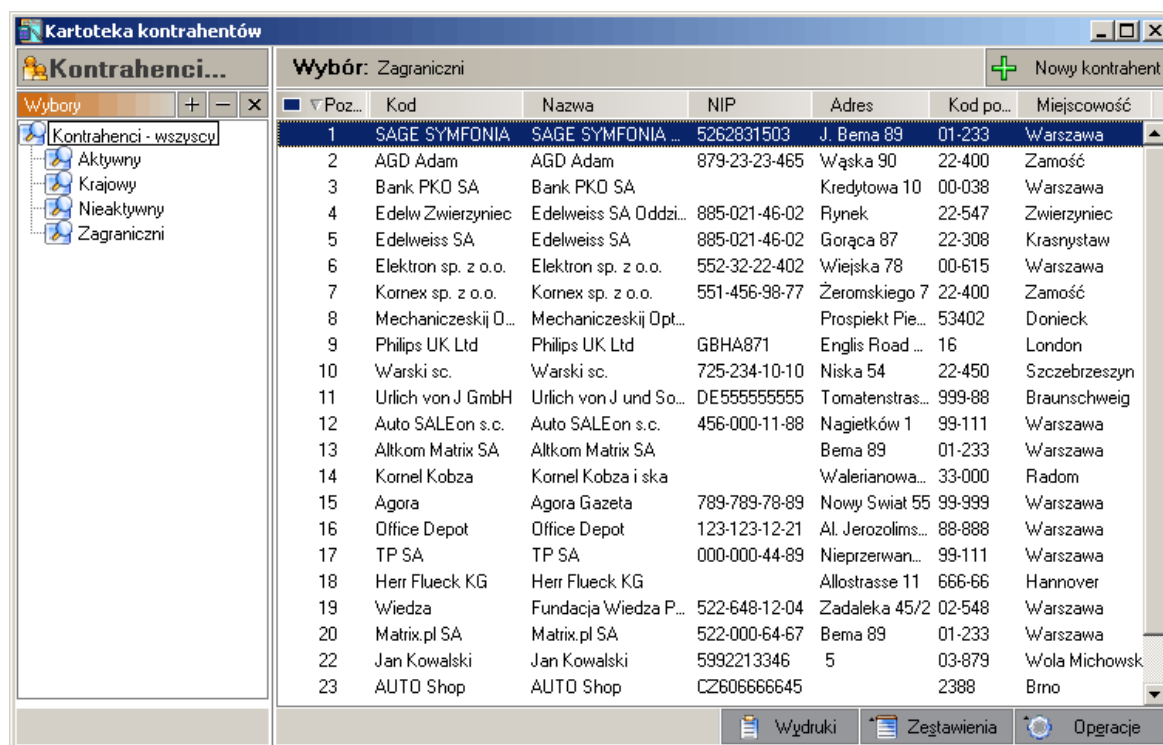 Kartoteka kontrahentów
Kontrahenci...
Wybór: Zagraniczni
Nowy kontrahent
Wybory
Kontrahenci - wszyscy
Aktywny
Krajowy
Nieaktywny
Zagraniczni
Poz... Kod Nazwa NIP Adres Kod po... Miejscowość
1 SAGE SYMFONIA SAGE SYMFONIA ... 5262831503 J. Bema 89 01-233 Warszawa
2 AGD Adam AGD Adam 879-23-23-465 Wąska 90 22-400 Zamość
3 Bank PKO SA Bank PKO SA Kredytowa 10 00-038 Warszawa
4 Edelw Zwierzyniec Edelweiss SA Oddzi... 885-021-46-02 Rynek 22-547 Zwierzyniec
5 Edelweiss SA Edelweiss SA 885-021-46-02 Gorąca 87 22-308 Krasnystaw
6 Elektron sp. z o.o. Elektron sp. z o.o. 552-32-22-402 Wiejska 78 00-615 Warszawa
7 Kornex sp. z o.o. Kornex sp. z o.o. 551-456-98-77 Żeromskiego 7 22-400 Zamość
8 Mechaniczeskij O... Mechaniczeskij Opt... Prospiekt Pie... 53402 Donieck
9 Philips UK Ltd Philips UK Ltd GBHA871 Englis Road ... 16 London
10 Warski sc. Warski sc. 725-234-10-10 Niska 54 22-450 Szczebrzeszyn
11 Urlich von J GmbH Urlich von J und So... DE555555555 Tomatenstras... 999-88 Braunschweig
12 Auto SALEon s.c. Auto SALEon s.c. 456-000-11-88 Nagietków 1 99-111 Warszawa
13 Altkom Matrix SA Altkom Matrix SA Bema 89 01-233 Warszawa
14 Kornel Kobza Kornel Kobza i ska Walerianowa... 33-000 Radom
15 Agora Agora Gazeta 789-789-78-89 Nowy Swiat 55 99-999 Warszawa
16 Office Depot Office Depot 123-123-12-21 Al. Jerozolims... 88-888 Warszawa
17 TP SA TP SA 000-000-44-89 Nieprzerwan... 99-111 Warszawa
18 Herr Flueck KG Herr Flueck KG Allostrasse 11 666-66 Hannover
19 Wiedza Fundacja Wiedza P... 522-648-12-04 Zadaleka 45/2 02-548 Warszawa
20 Matrix.pl SA Matrix.pl SA 522-000-64-67 Bema 89 01-233 Warszawa
22 Jan Kowalski Jan Kowalski 5992213346 5 03-879 Wola Michowsk
23 AUTO Shop AUTO Shop CZ606666645 2388 Brno
Wydruki Zestawienia Operacje